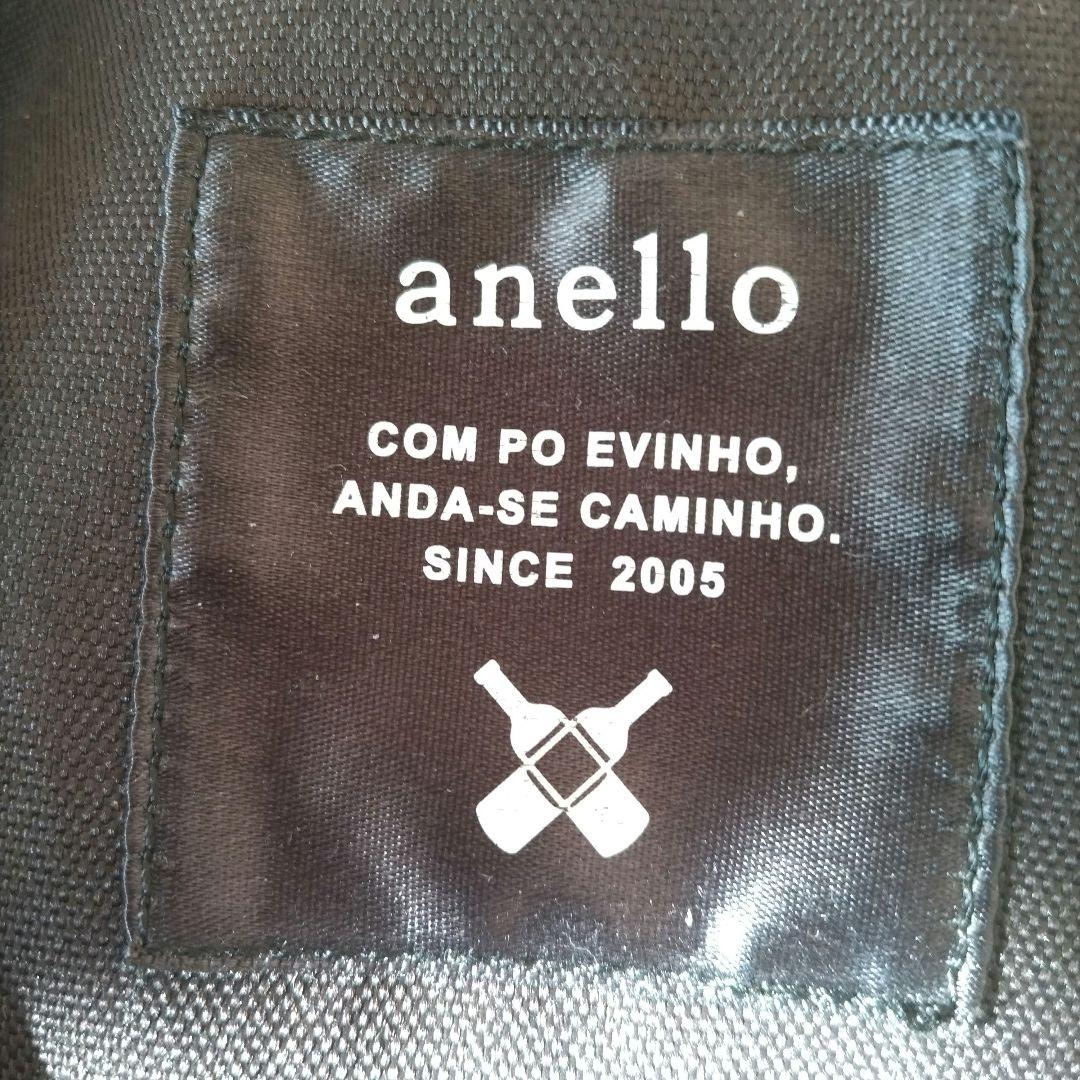 anello
COM PO EVINHO,
ANDA-SE CAMINHO.
SINCE 2005